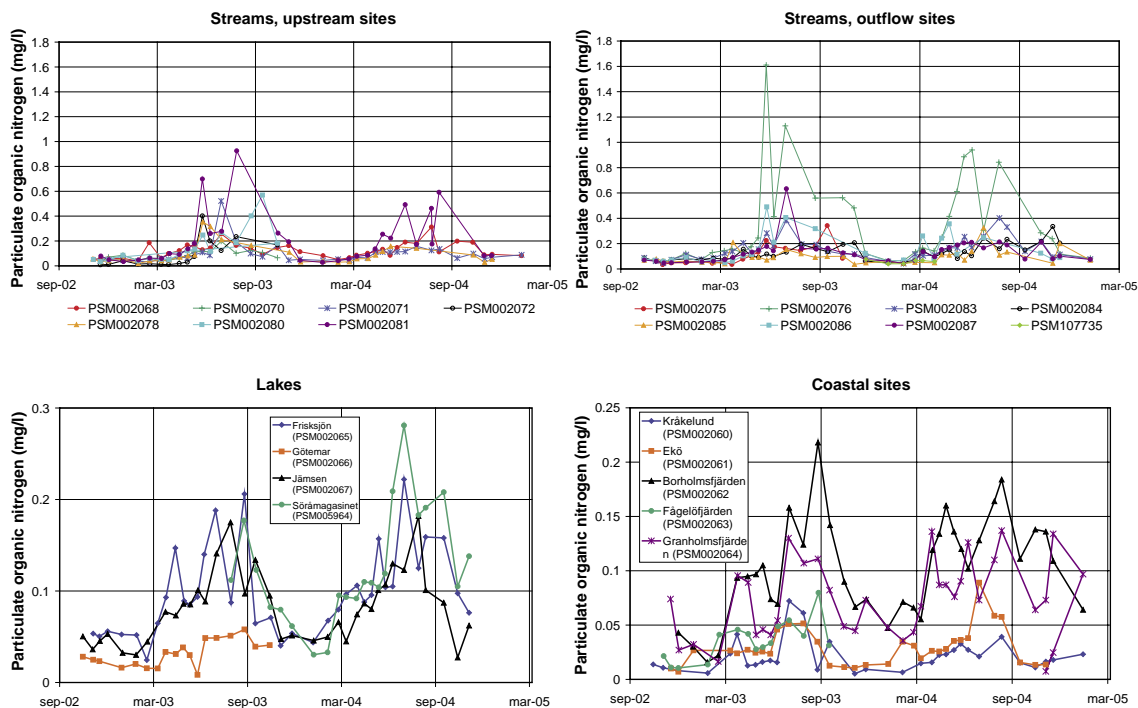 Streams, upstream sites
Particulate organic nitrogen (mg/l)
1.8
1.6
1.4
1.2
1
0.8
0.6
0.4
0.2
0
sep-02 mar-03 sep-03 mar-04 sep-04 mar-05
PSM002068 PSM002070 PSM002071 PSM002072
PSM002078 PSM002080 PSM002081
Streams, outflow sites
Particulate organic nitrogen (mg/l)
1.8
1.6
1.4
1.2
1
0.8
0.6
0.4
0.2
0
sep-02 mar-03 sep-03 mar-04 sep-04 mar-05
PSM002075 PSM002076 PSM002083 PSM002084
PSM002085 PSM002086 PSM002087 PSM107735
Lakes
Particulate organic nitrogen (mg/l)
0.3
0.2
0.1
0
Frisksjön
(PSM002065)
Götemar
(PSM002066)
Jämsen
(PSM002067)
Söråmagasinet
(PSM005964)
sep-02 mar-03 sep-03 mar-04 sep-04 mar-05
Coastal sites
Particulate organic nitrogen (mg/l)
0.25
0.2
0.15
0.1
0.05
0
Kråkelund
(PSM002060)
Ekö
(PSM002061)
Borholmsfjärden
(PSM002062
Fågelöfjärden
(PSM002063)
Granholmsfjärde
n (PSM002064)
sep-02 mar-03 sep-03 mar-04 sep-04 mar-05